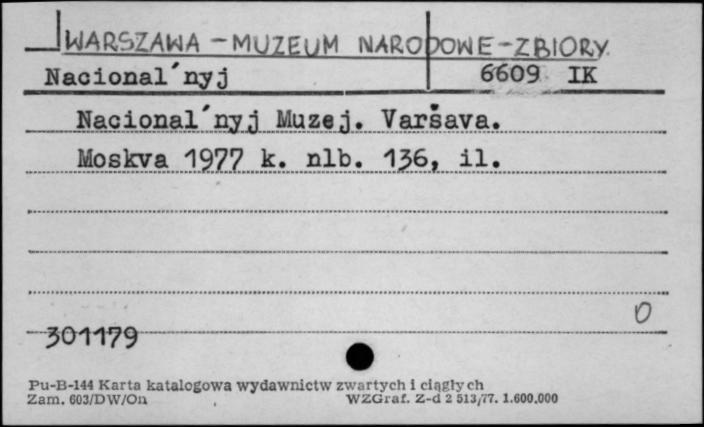 WARSZAWA - MUZEUM NARODOWE - ZBIORY
Nacional´nyj 6609 IK
Nacional´nyj Muzej. Varšava.
Moskva 1977 k. nlb. 136, il.
301179
Pu-B-144 Karta katalogowa wydawnictw zwartych i ciągłych
Zam. 603/DW/On WZGraf. Z-d 2 513/77. 1.600.000